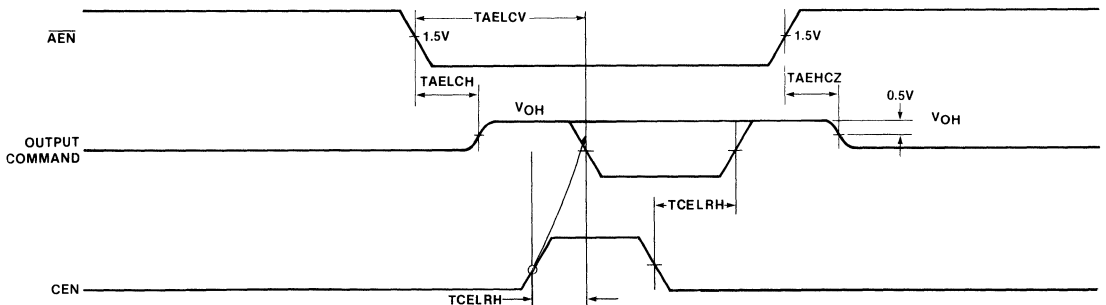 TAELCV
AEN
1.5V
1.5V
TAELCH
TAEHCZ
0.5V
VOH
VOH
OUTPUT
COMMAND
TCELRH
CEN
TCELRH